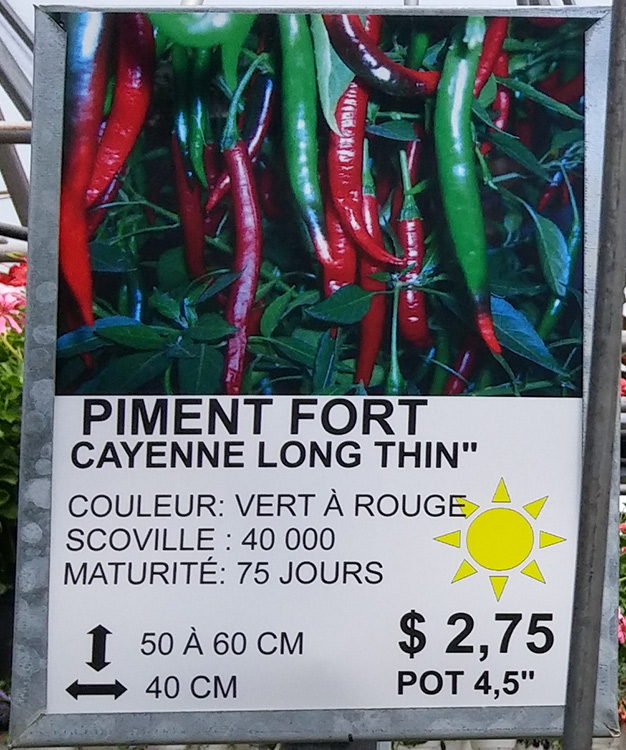 PIMENT FORT
CAYENNE LONG THIN"
COULEUR: VERT À ROUGE
SCOVILLE : 40 000
MATURITÉ: 75 JOURS
50 À 60 CM
40 CM
$ 2,75
POT 4,5"